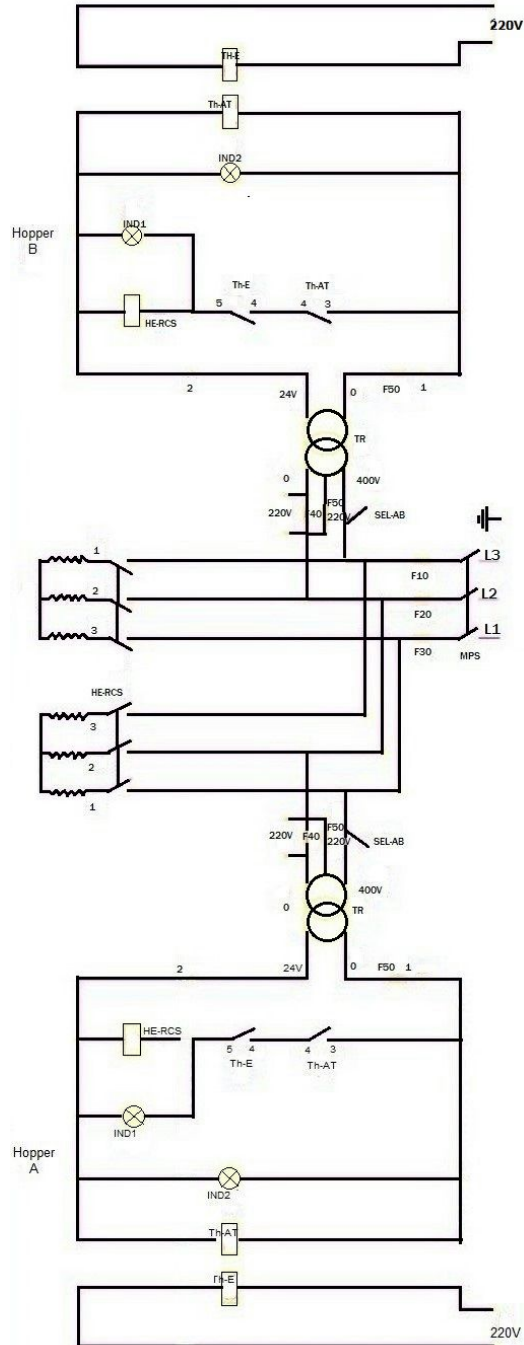 220V
TH-E
Th-AT
IND2
Hopper
B
IND1
Th-E
Th-AT
5 4 4 3
HE-RCS
2 24V 0 F50 1
TR
0 400V
220V F40 F50
220V SEL-AB
1 L3
F10
2 L2
F20
3 L1
F30 MPS
HE-RCS
3
2
1
220V F40 F50
220V SEL-AB
400V
0 TR
2 24V 0 F50 1
HE-RCS
5 4 4 3
Th-E Th-AT
IND1
Hopper
A
IND2
Th-AT
Th-E
220V